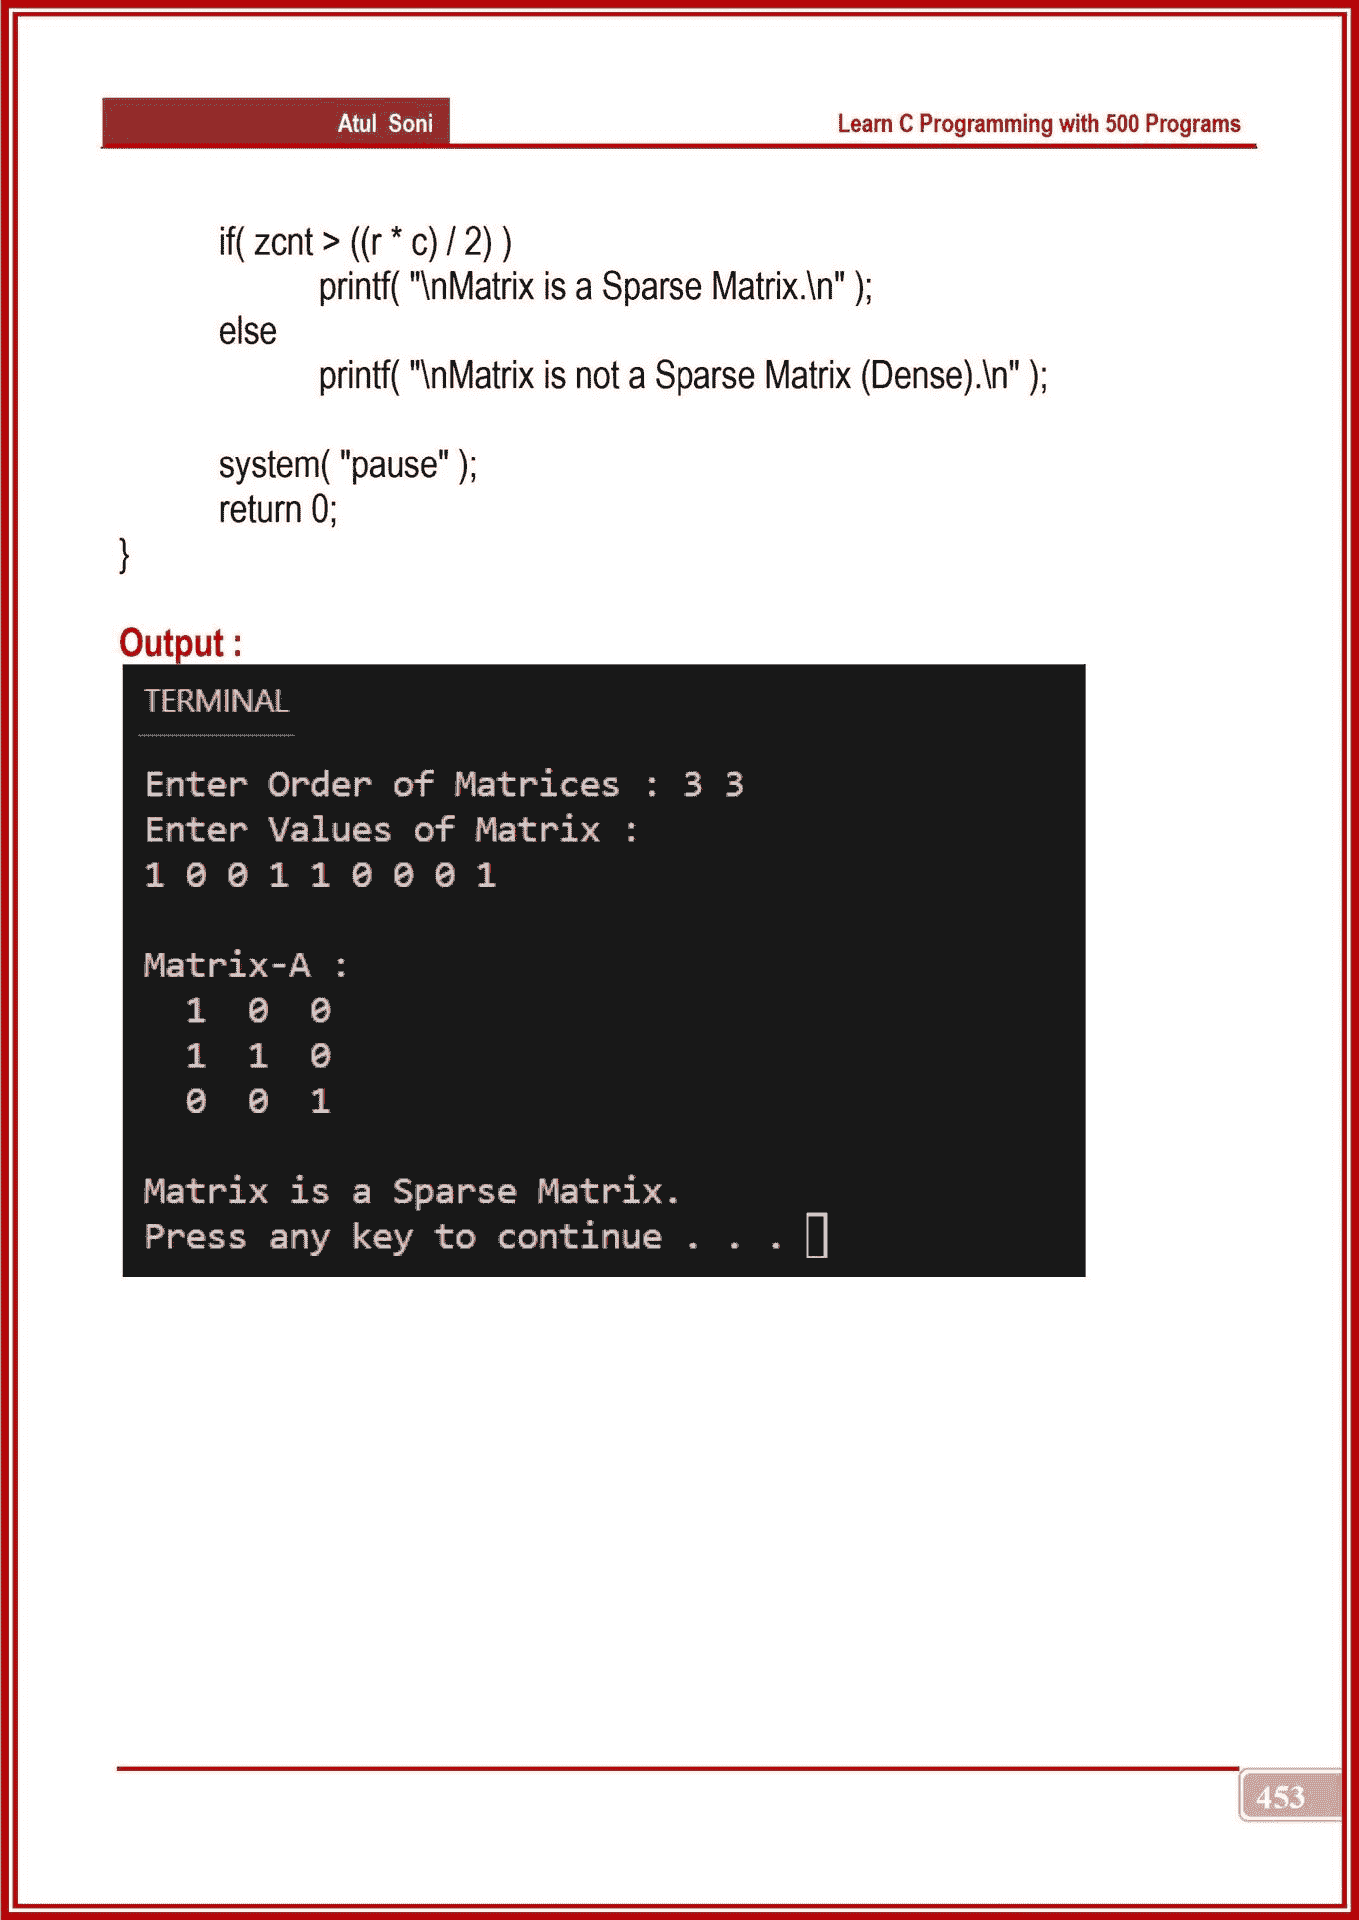 Atul Soni
Learn C Programming with 500 Programs
if( zcnt > ((r * c) / 2) )
printf( "\nMatrix is a Sparse Matrix.\n" );
else
printf( "\nMatrix is not a Sparse Matrix (Dense).\n" );
system( "pause" );
return 0;
}
Output :
TERMINAL
Enter Order of Matrices : 3 3
Enter Values of Matrix :
1 0 0 1 1 0 0 0 1
Matrix-A :
1 0 0
1 1 0
0 0 1
Matrix is a Sparse Matrix.
Press any key to continue . . .
453